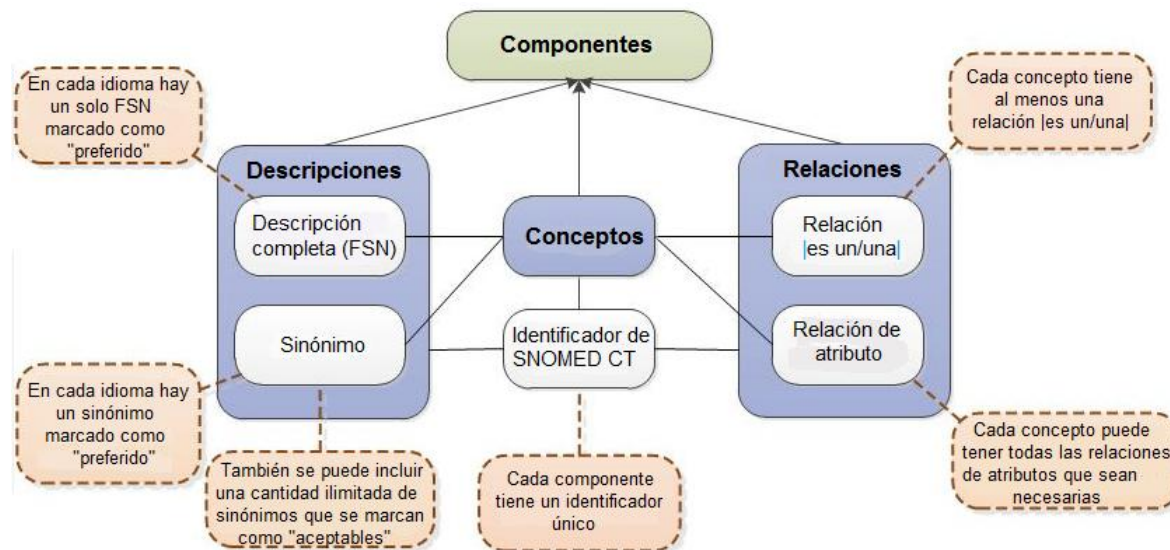 Componentes
En cada idioma hay
un solo FSN
marcado como
"preferido"
Cada concepto tiene
al menos una
relación |es un/una|
Descripciones
Descripción
completa (FSN)
Sinónimo
Conceptos
Identificador de
SNOMED CT
Relaciones
Relación
|es un/una|
Relación de
atributo
En cada idioma hay
un sinónimo
marcado como
"preferido"
También se puede incluir
una cantidad ilimitada de
sinónimos que se marcan
como "aceptables"
Cada componente
tiene un identificador
único
Cada concepto puede
tener todas las relaciones
de atributos que sean
necesarias